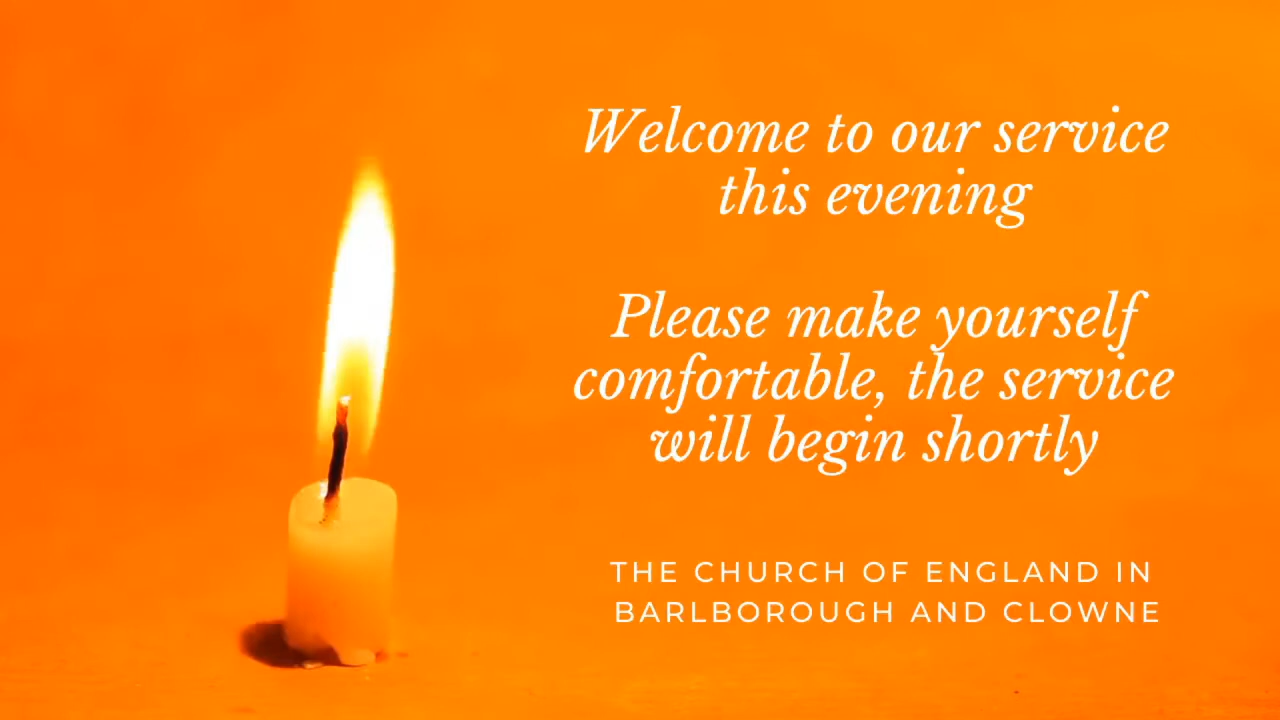 Welcome to our service
this evening
Please make yourself
comfortable, the service
will begin shortly
THE CHURCH OF ENGLAND IN
BARLBOROUGH AND CLOWNE